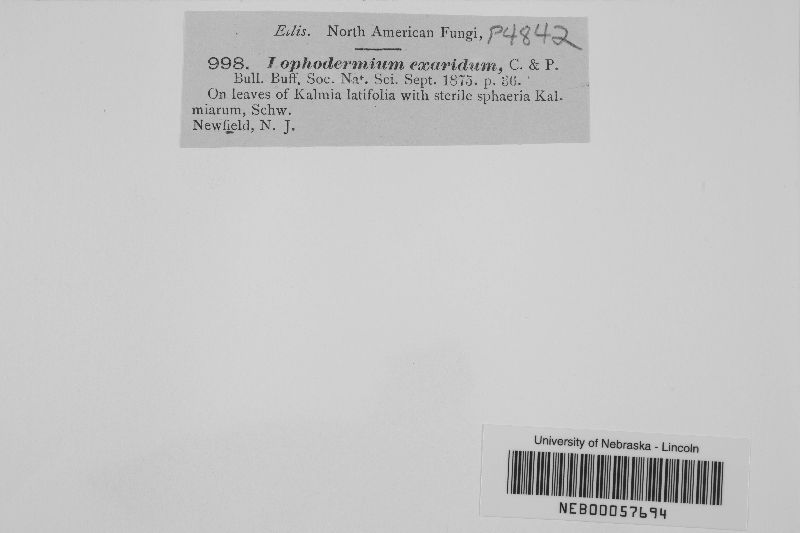 Ellis. North American Fungi, P4842
998. Lophodermium exaridum, C. & P.
Bull. Buff. Soc. Nat. Sci. Sept. 1875. p. 36.
On leaves of Kalmia latifolia with sterile sphaeria Kal-
miarum, Schw.
Newfield, N. J.
University of Nebraska - Lincoln
NEB00057694